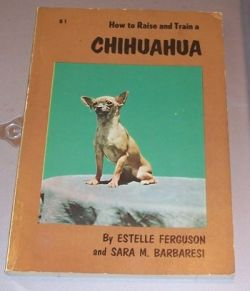 $1
How to Raise and Train a
CHIHUAHUA
By ESTELLE FERGUSON
and SARA M. BARBARESI